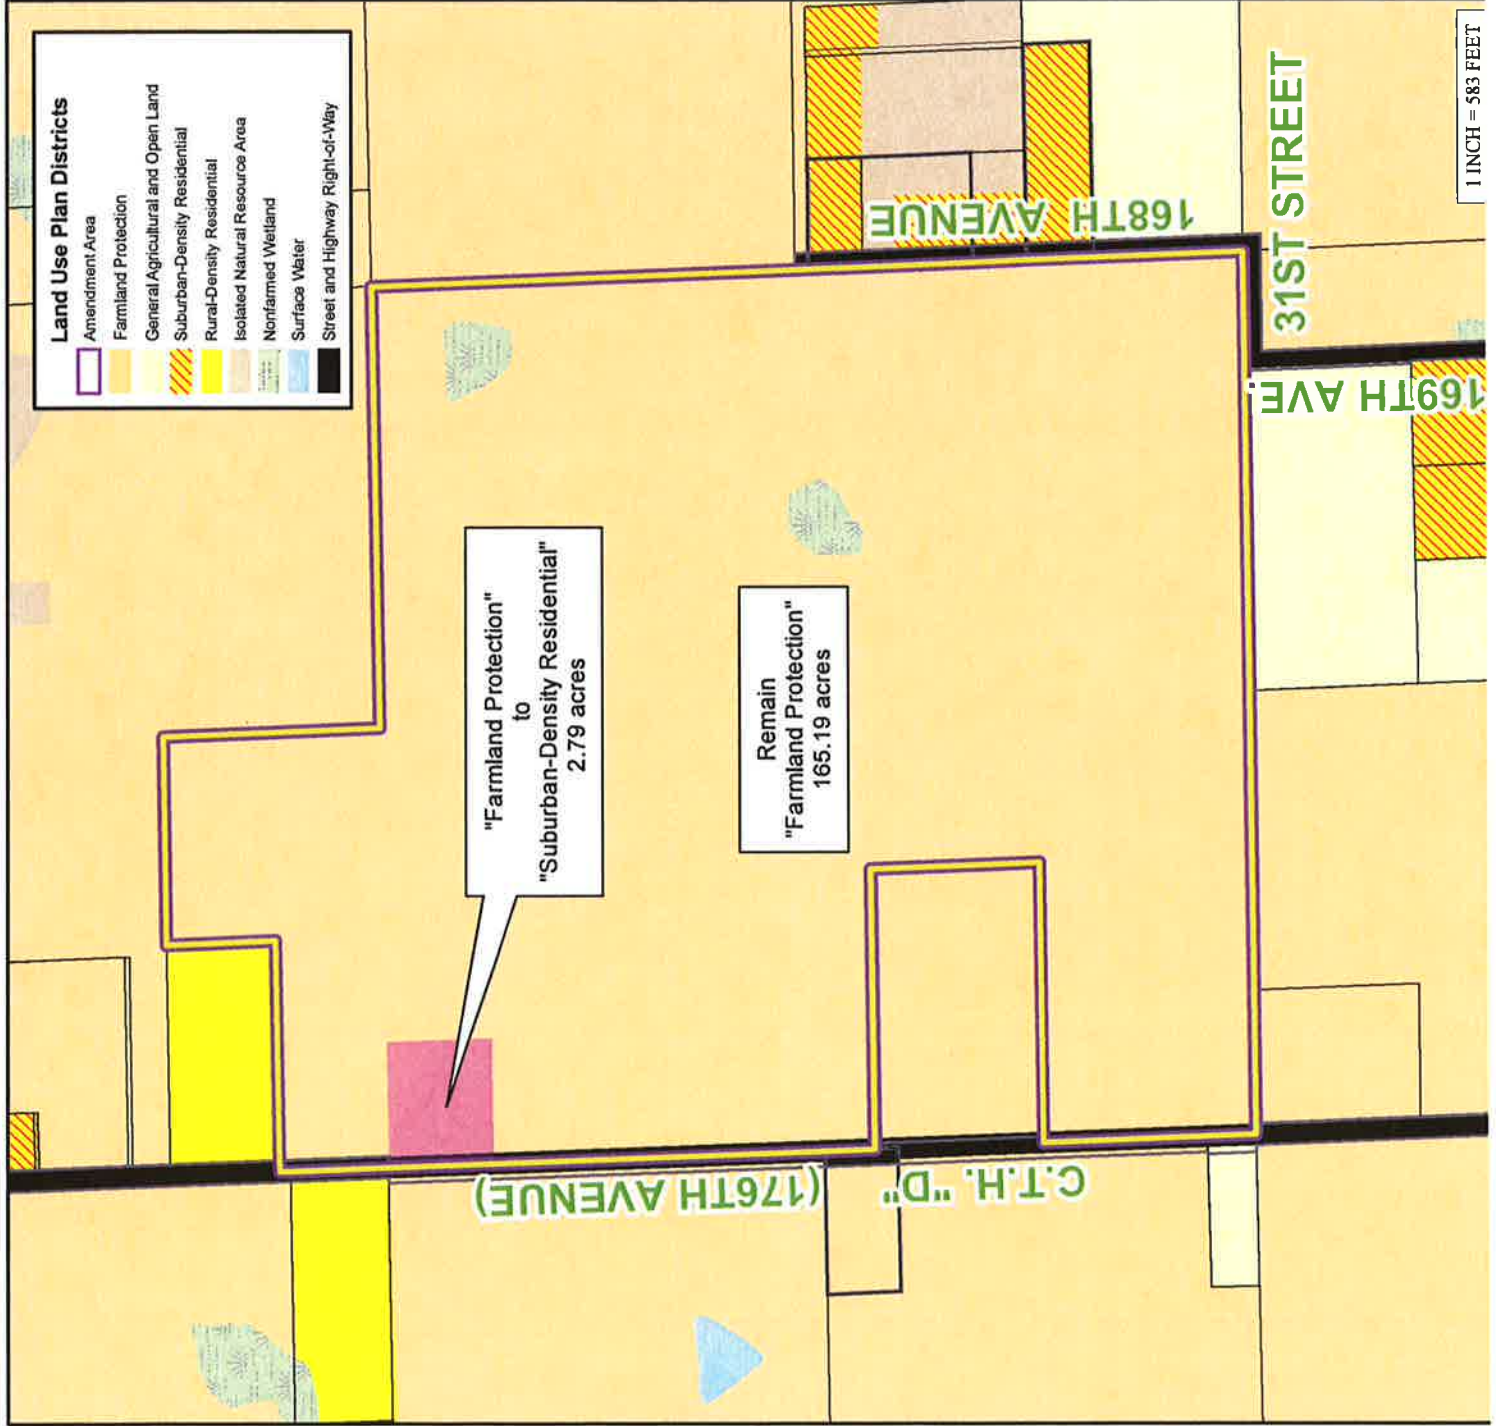 Land Use Plan Districts
Amendment Area
Farmland Protection
General Agricultural and Open Land
Suburban-Density Residential
Rural-Density Residential
Isolated Natural Resource Area
Nonfarmed Wetland
Surface Water
Street and Highway Right-of-Way
"Farmland Protection"
to
"Suburban-Density Residential"
2.79 acres
Remain
"Farmland Protection"
165.19 acres
168TH AVENUE
31ST STREET
169TH AVE.
C.T.H. "D"
(176TH AVENUE)
1 INCH = 583 FEET